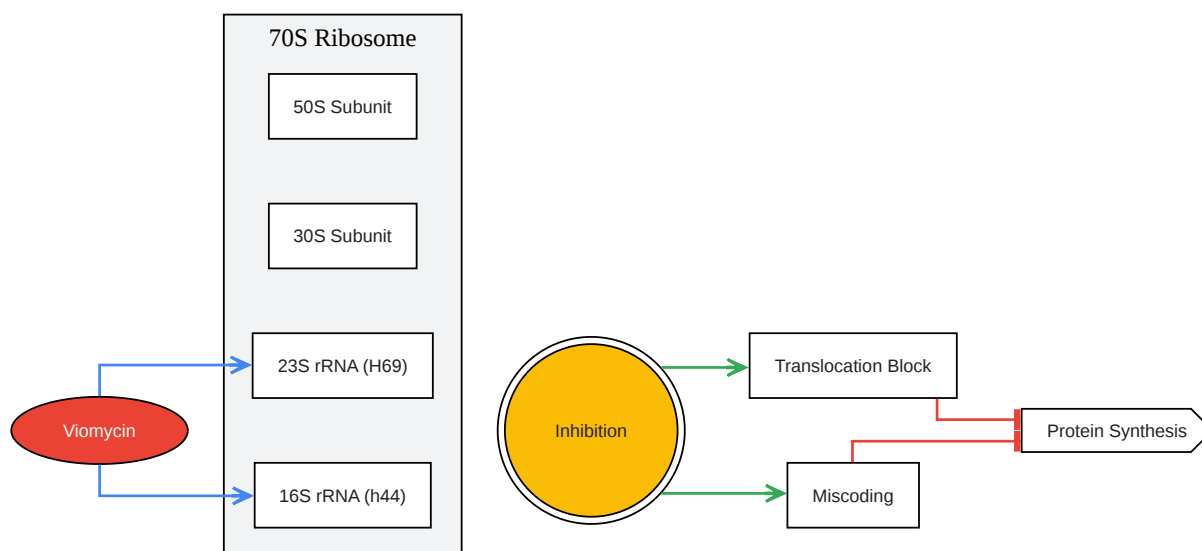 70S Ribosome
50S Subunit
30S Subunit
23S rRNA (H69)
Translocation Block
Viomycin
Inhibition
Protein Synthesis
16S rRNA (h44)
Miscoding